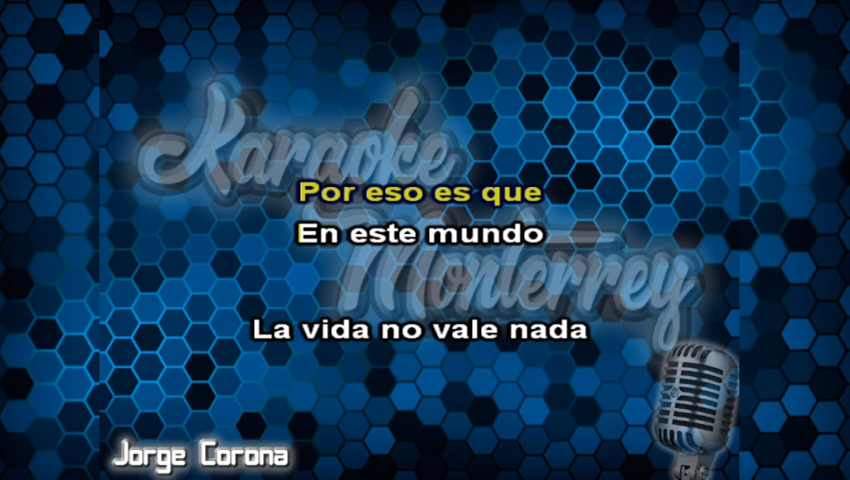 Karaoke
Por eso es que
En este mundo
Monterrey
La vida no vale nada
Jorge Corona